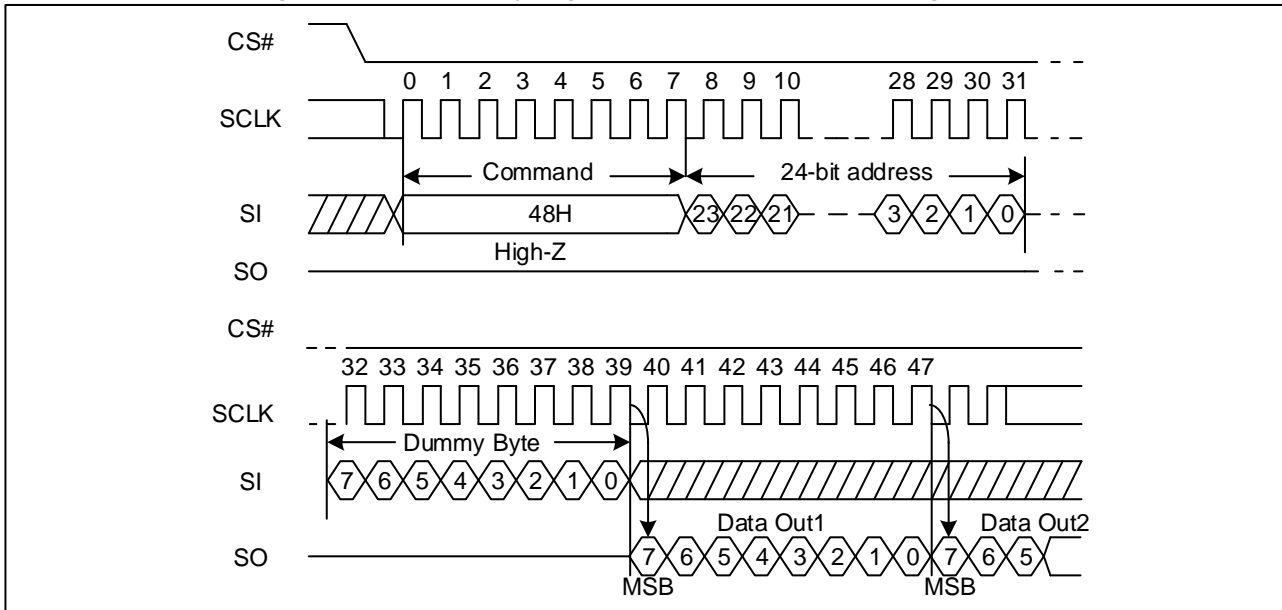 CS#
0 1 2 3 4 5 6 7 8 9 10 28 29 30 31
SCLK
Command 24-bit address
SI 48H 23 22 21 3 2 1 0
High-Z
SO
CS#
32 33 34 35 36 37 38 39 40 41 42 43 44 45 46 47
SCLK
Dummy Byte
SI 7 6 5 4 3 2 1 0
Data Out1 Data Out2
SO 7 6 5 4 3 2 1 0 7 6 5
MSB MSB